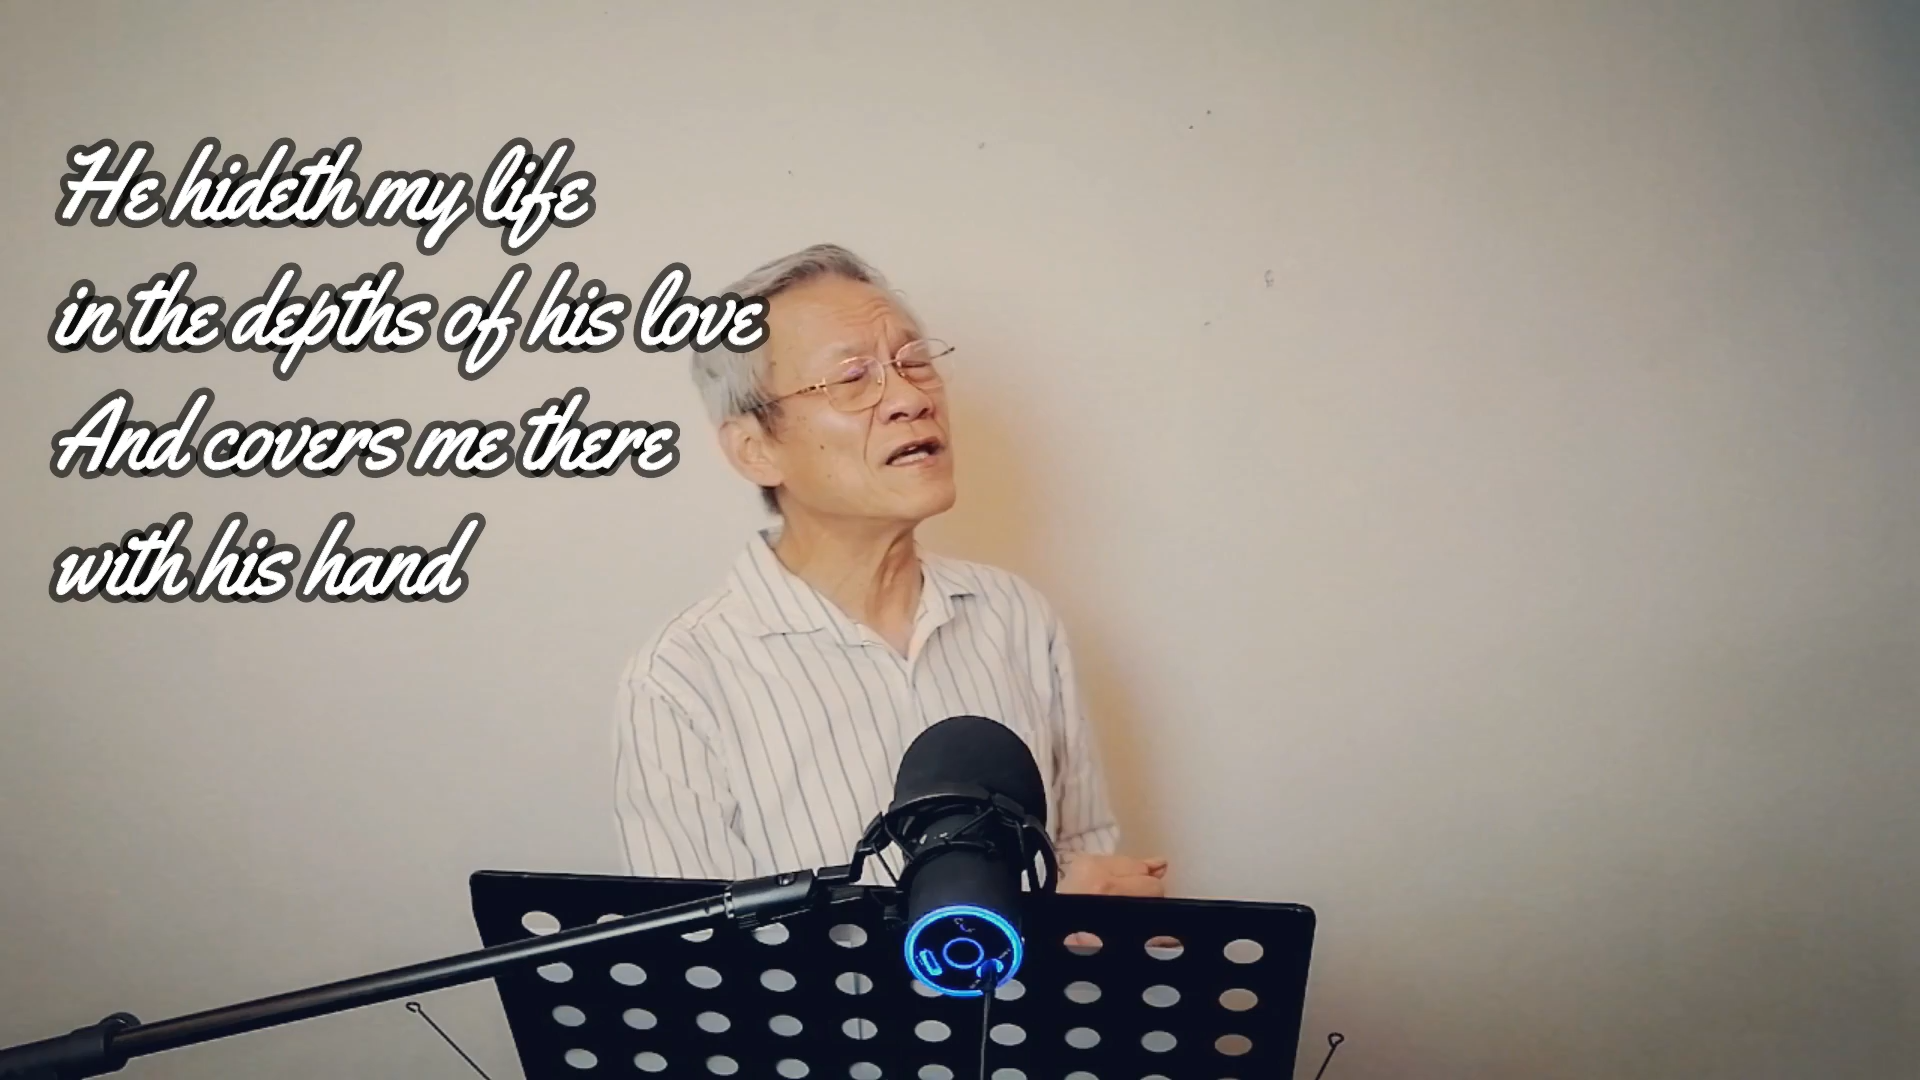 He hideth my life
in the depths of his love
And covers me there
with his hand